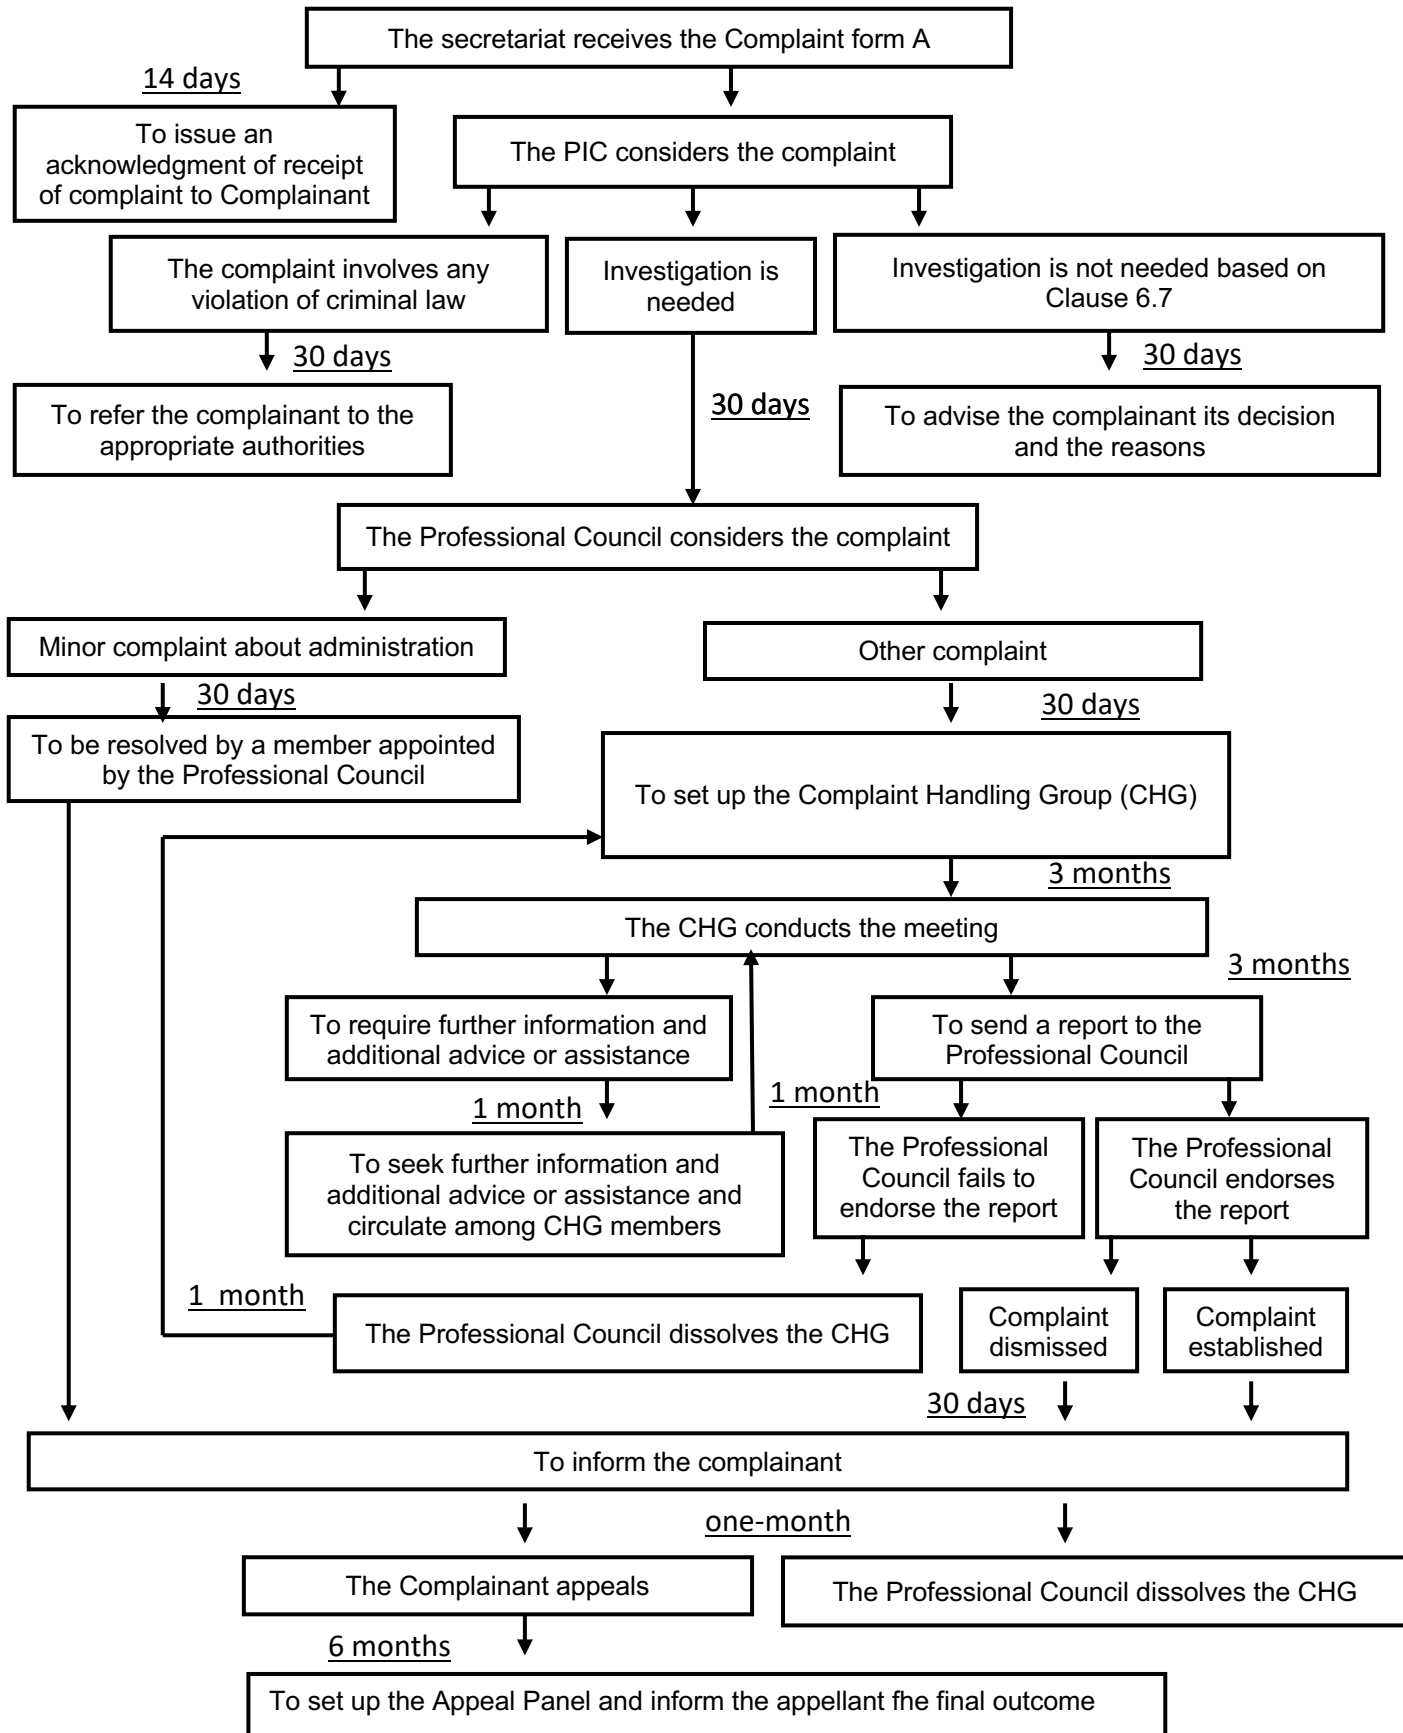 The secretariat receives the Complaint form A
14 days
To issue an
acknowledgment of receipt
of complaint to Complainant
The PIC considers the complaint
The complaint involves any
violation of criminal law
Investigation is
needed
Investigation is not needed based on
Clause 6.7
30 days
30 days
To refer the complainant to the
appropriate authorities
30 days
To advise the complainant its decision
and the reasons
The Professional Council considers the complaint
Minor complaint about administration
Other complaint
30 days
30 days
To be resolved by a member appointed
by the Professional Council
To set up the Complaint Handling Group (CHG)
3 months
The CHG conducts the meeting
3 months
To require further information and
additional advice or assistance
To send a report to the
Professional Council
1 month
1 month
To seek further information and
additional advice or assistance and
circulate among CHG members
The Professional
Council fails to
endorse the report
The Professional
Council endorses
the report
1 month
The Professional Council dissolves the CHG
Complaint
dismissed
Complaint
established
30 days
To inform the complainant
one-month
The Complainant appeals
The Professional Council dissolves the CHG
6 months
To set up the Appeal Panel and inform the appellant fhe final outcome